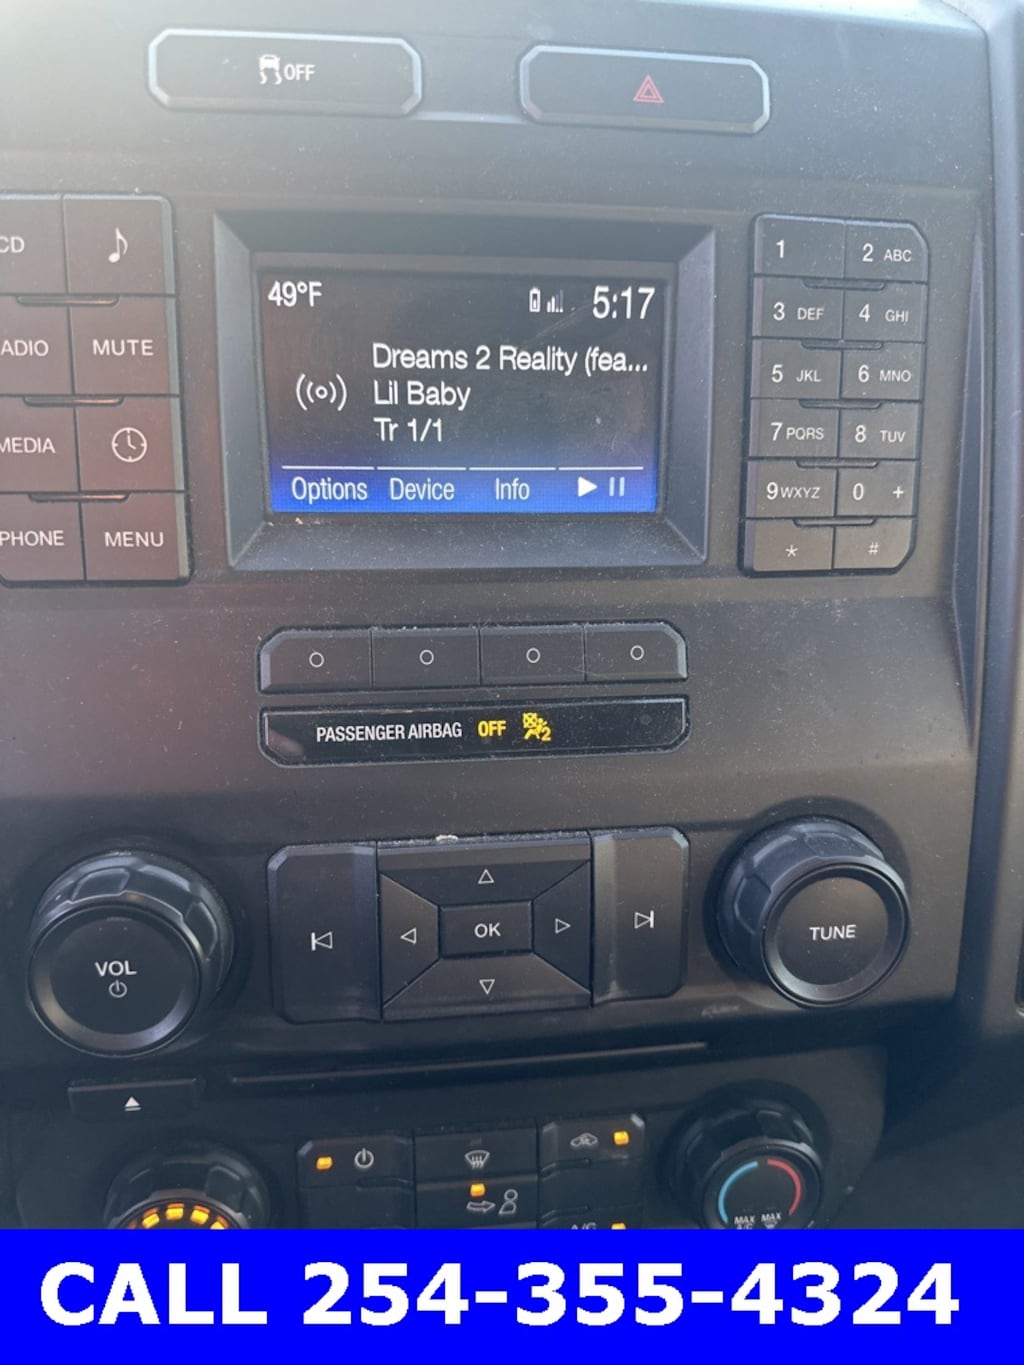 OFF
CD
1
2 ABC
49°F
5:17
3 DEF
4 GHI
ADIO
MUTE
Dreams 2 Reality (fea...
Lil Baby
Tr 1/1
5 JKL
6 MNO
MEDIA
7 PQRS
8 TUV
Options Device Info
9 WXYZ
0 +
PHONE
MENU
*
#
PASSENGER AIRBAG OFF 2
VOL
OK
TUNE
MAX A/C
MAX
A/C
CALL 254-355-4324